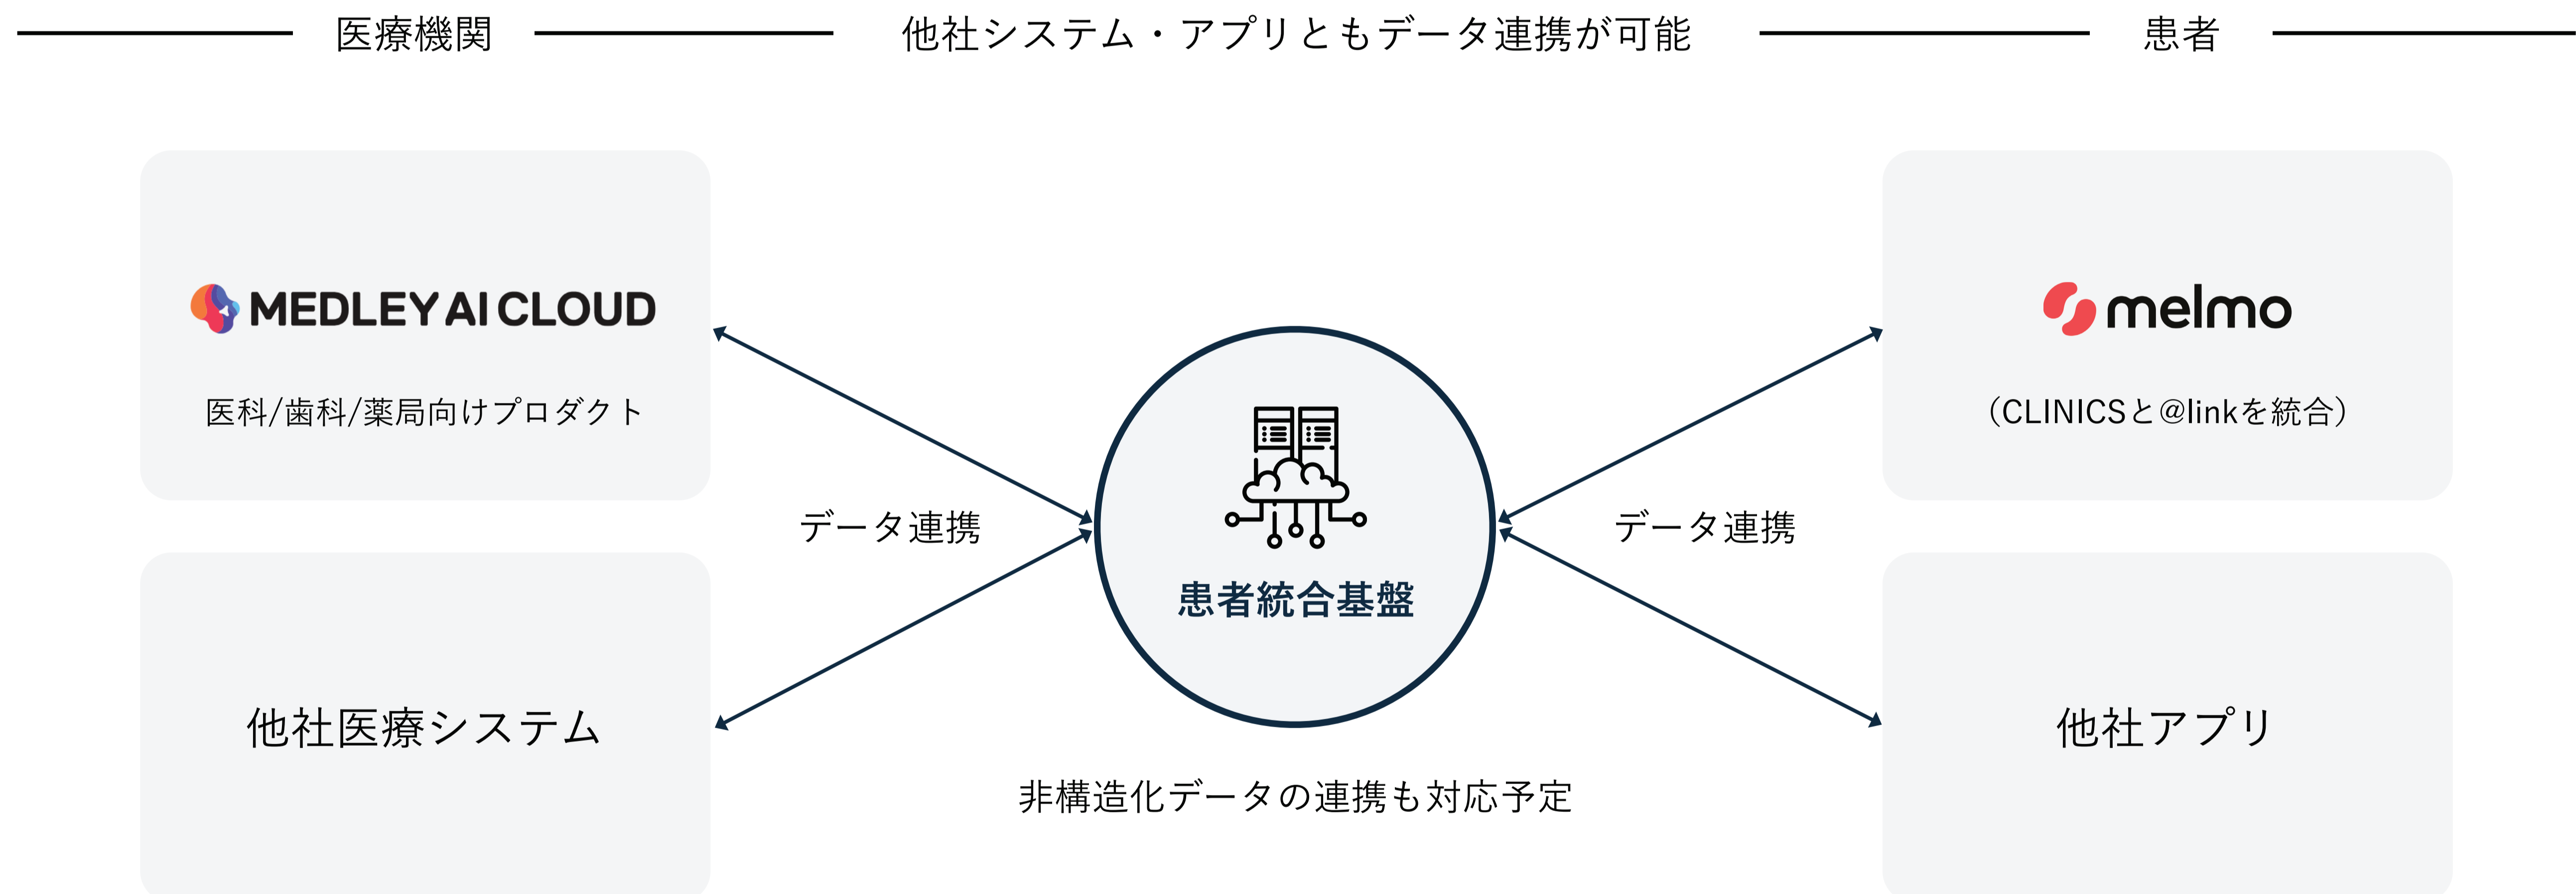 医療機関
他社システム・アプリともデータ連携が可能
患者
MEDLEY AI CLOUD
医科/歯科/薬局向けプロダクト
他社医療システム
データ連携
患者統合基盤
非構造化データの連携も対応予定
データ連携
melmo
（CLINICSと@linkを統合）
他社アプリ